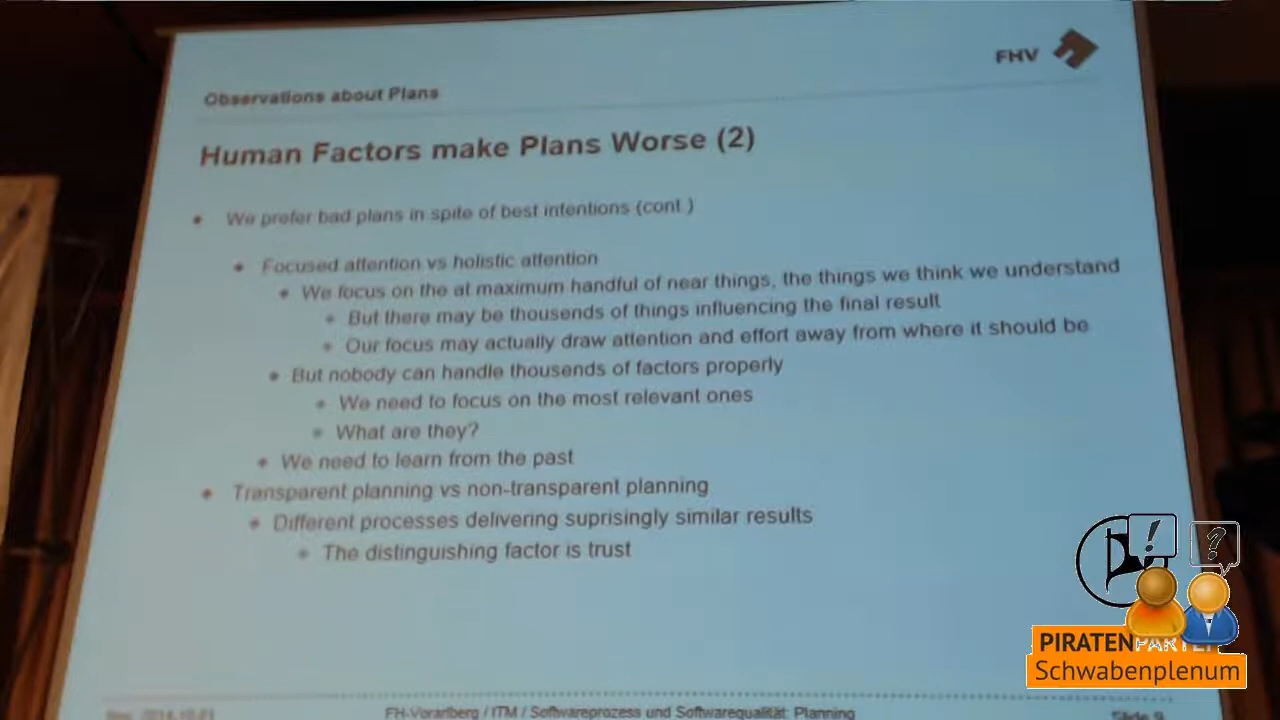 FHV
Observations about Plans
Human Factors make Plans Worse (2)
We prefer bad plans in spite of best intentions (cont.)
Focused attention vs holistic attention
We focus on the at maximum handful of near things, the things we think we understand
But there may be thousands of things influencing the final result
Our focus may actually draw attention and effort away from where it should be
But nobody can handle thousands of factors properly
We need to focus on the most relevant ones
What are they?
We need to learn from the past
Transparent planning vs non-transparent planning
Different processes delivering suprisingly similar results
The distinguishing factor is trust
! ?
PIRATENPARTEI
Schwabenplenum
FH-Vorarlberg / ITM / Softwareprozess und Softwarequalität: Planning
Slide